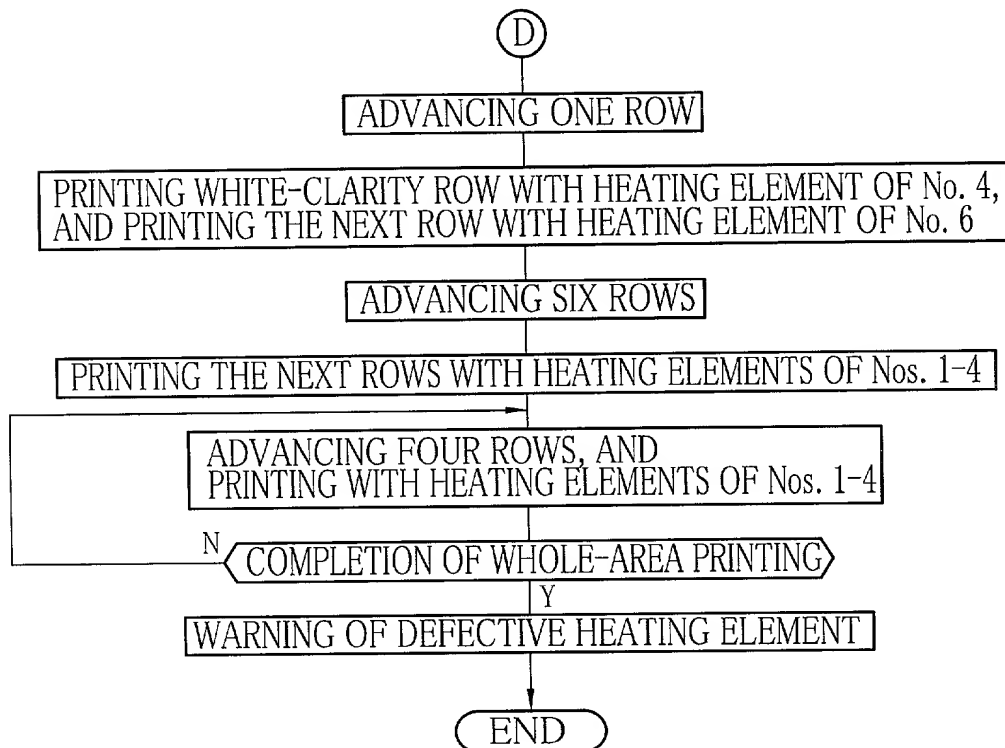 D
ADVANCING ONE ROW
PRINTING WHITE-CLARITY ROW WITH HEATING ELEMENT OF No. 4,
AND PRINTING THE NEXT ROW WITH HEATING ELEMENT OF No. 6
ADVANCING SIX ROWS
PRINTING THE NEXT ROWS WITH HEATING ELEMENTS OF Nos. 1-4
ADVANCING FOUR ROWS, AND
PRINTING WITH HEATING ELEMENTS OF Nos. 1-4
N
COMPLETION OF WHOLE-AREA PRINTING
Y
WARNING OF DEFECTIVE HEATING ELEMENT
END